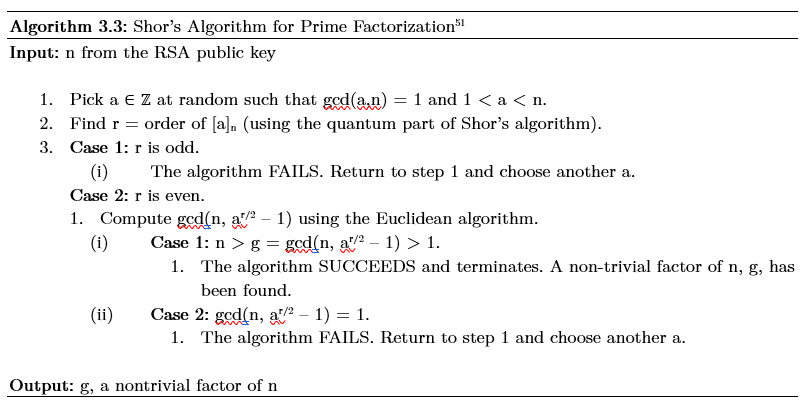 Algorithm 3.3: Shor's Algorithm for Prime Factorization⁵¹
Input: n from the RSA public key
1. Pick a ∈ ℤ at random such that gcd(a,n) = 1 and 1 < a < n.
2. Find r = order of [a]ₙ (using the quantum part of Shor's algorithm).
3. Case 1: r is odd.
(i) The algorithm FAILS. Return to step 1 and choose another a.
Case 2: r is even.
1. Compute gcd(n, a^(r/2) – 1) using the Euclidean algorithm.
(i) Case 1: n > g = gcd(n, a^(r/2) – 1) > 1.
1. The algorithm SUCCEEDS and terminates. A non-trivial factor of n, g, has
been found.
(ii) Case 2: gcd(n, a^(r/2) – 1) = 1.
1. The algorithm FAILS. Return to step 1 and choose another a.
Output: g, a nontrivial factor of n